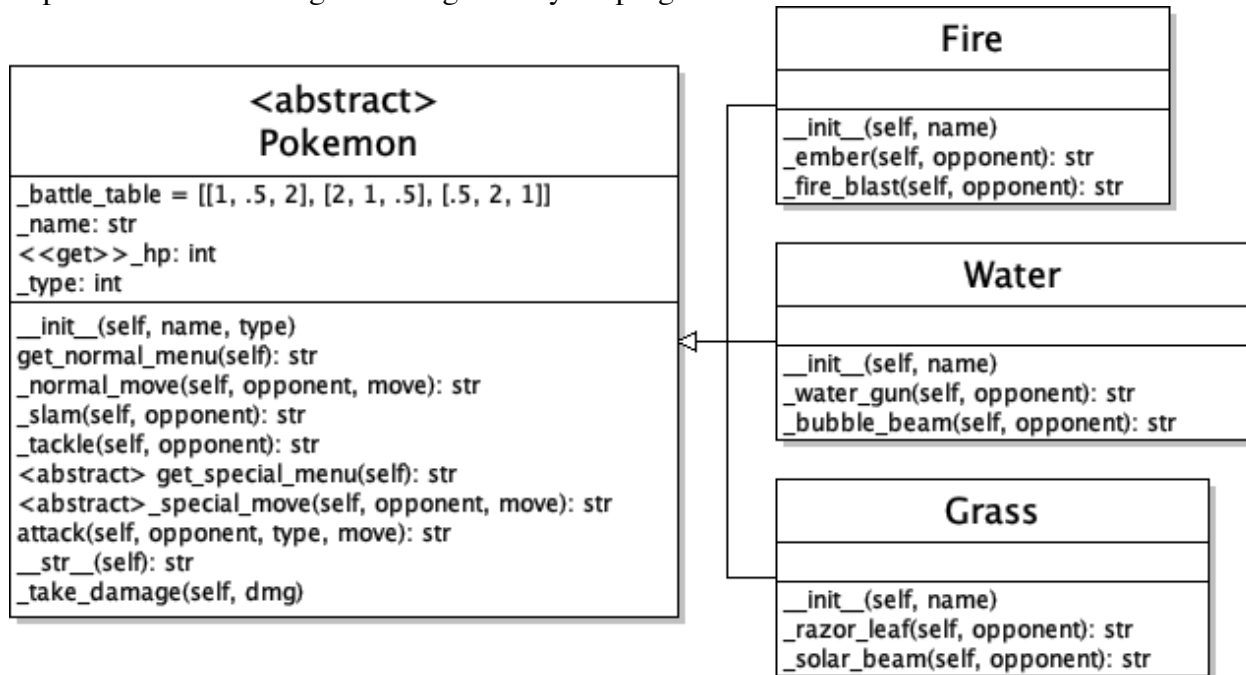 <abstract>
Pokemon
_battle_table = [[1, .5, 2], [2, 1, .5], [.5, 2, 1]]
_name: str
<<get>>_hp: int
_type: int
__init__(self, name, type)
get_normal_menu(self): str
_normal_move(self, opponent, move): str
_slam(self, opponent): str
_tackle(self, opponent): str
<abstract> get_special_menu(self): str
<abstract>_special_move(self, opponent, move): str
attack(self, opponent, type, move): str
__str__(self): str
_take_damage(self, dmg)
Fire
__init__(self, name)
_ember(self, opponent): str
_fire_blast(self, opponent): str
Water
__init__(self, name)
_water_gun(self, opponent): str
_bubble_beam(self, opponent): str
Grass
__init__(self, name)
_razor_leaf(self, opponent): str
_solar_beam(self, opponent): str